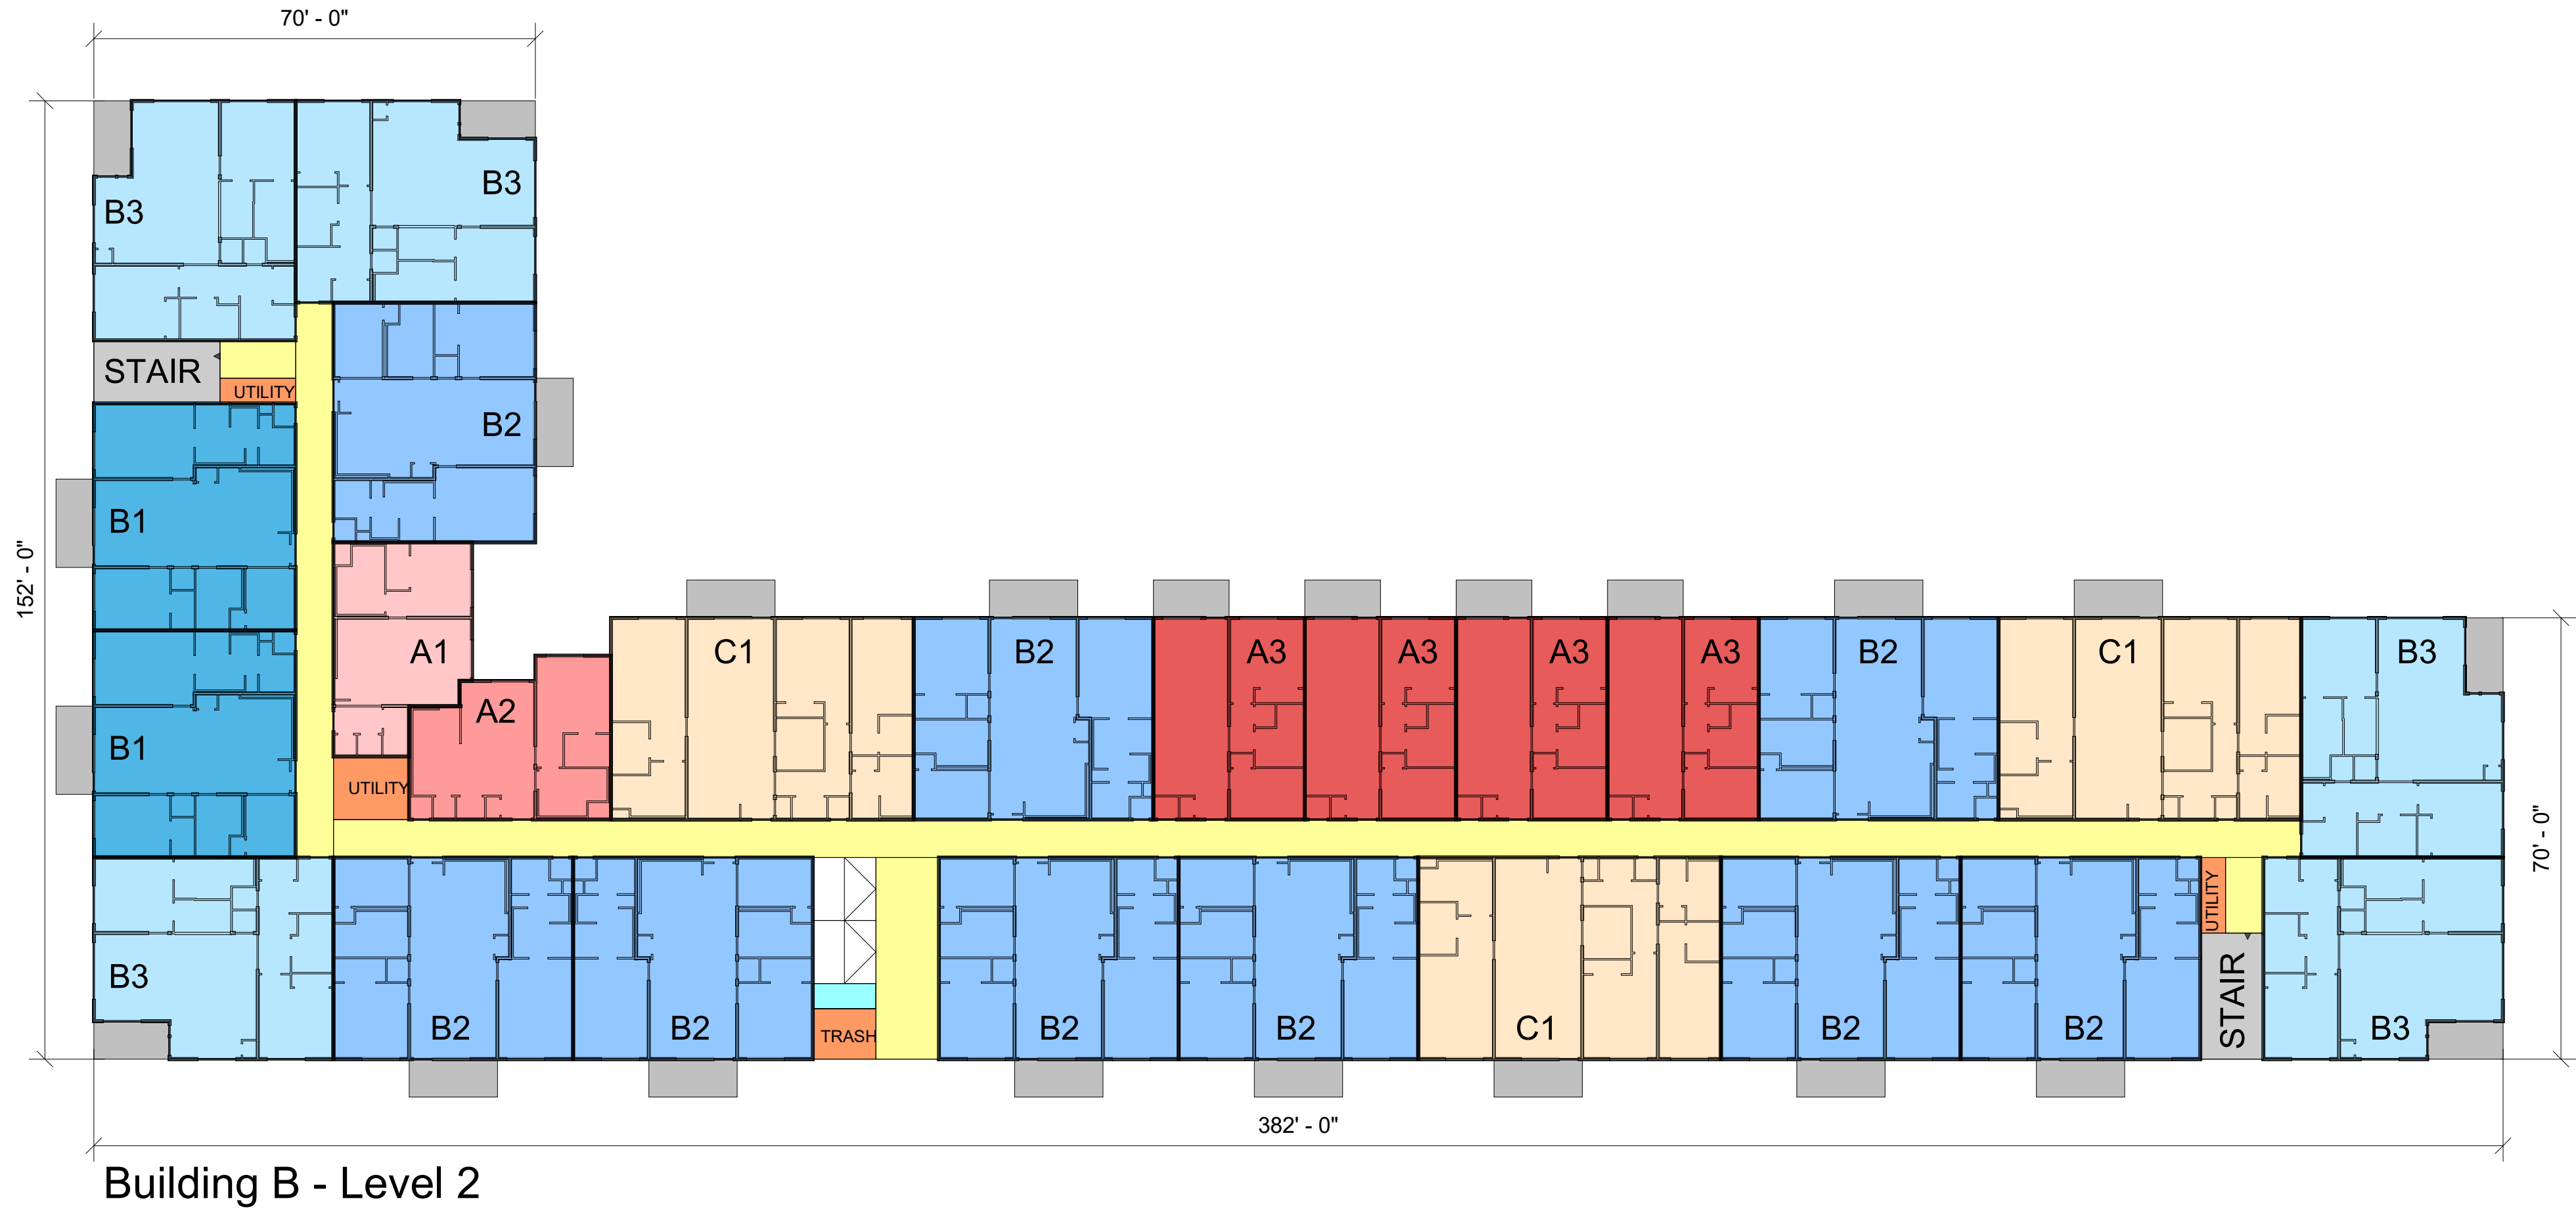 70' - 0"
B3
B3
STAIR
UTILITY
B2
B1
152' - 0"
A1
C1
B2
A3
A3
A3
A3
B2
C1
B3
A2
B1
UTILITY
70' - 0"
UTILITY
B3
STAIR
B2
B2
TRASH
B2
B2
C1
B2
B2
B3
382' - 0"
Building B - Level 2